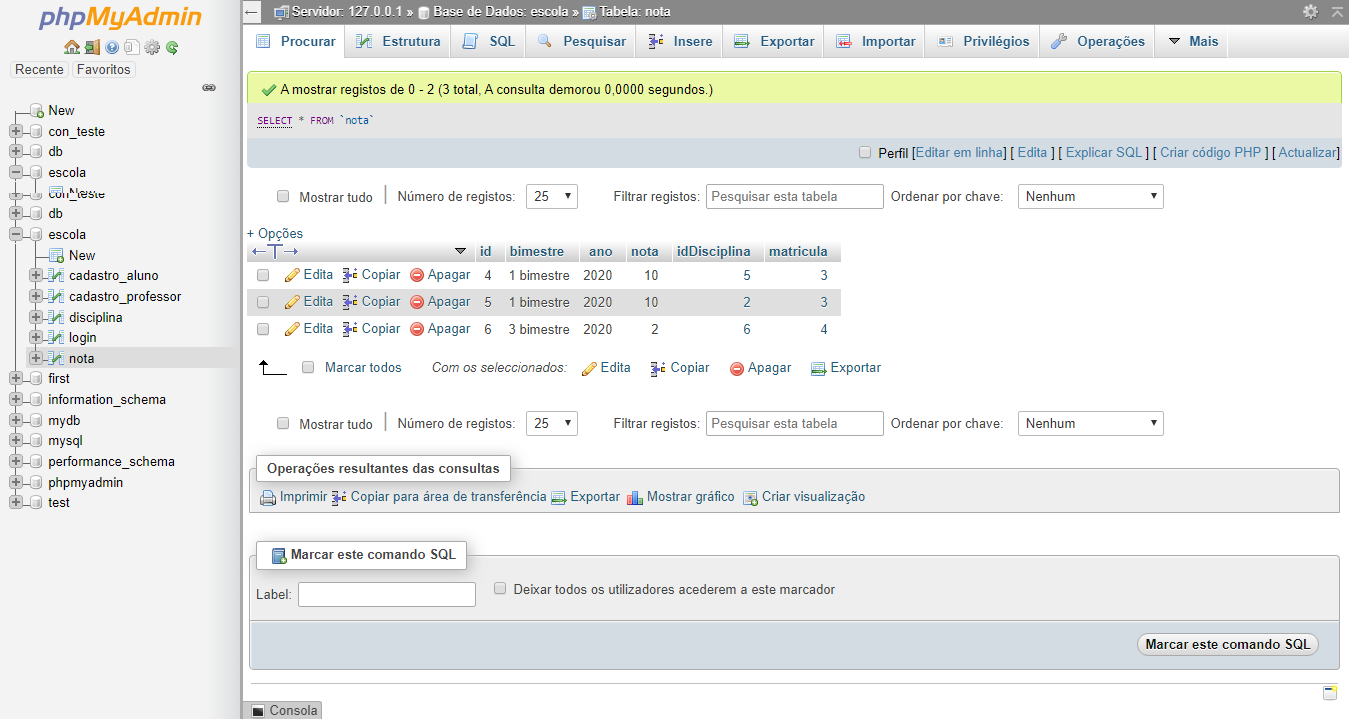 phpMyAdmin
Recente Favoritos
New
con_teste
db
escola
con_teste
db
escola
New
cadastro_aluno
cadastro_professor
disciplina
login
nota
first
information_schema
mydb
mysql
performance_schema
phpmyadmin
test
← Servidor: 127.0.0.1 » Base de Dados: escola » Tabela: nota
Procurar Estrutura SQL Pesquisar Insere Exportar Importar Privilégios Operações Mais
A mostrar registos de 0 - 2 (3 total, A consulta demorou 0,0000 segundos.)
SELECT * FROM `nota`
Perfil [Editar em linha] [ Edita ] [ Explicar SQL ] [ Criar código PHP ] [ Actualizar]
Mostrar tudo | Número de registos: 25 Filtrar registos: Pesquisar esta tabela Ordenar por chave: Nenhum
+ Opções
←T→ id bimestre ano nota idDisciplina matricula
Edita Copiar Apagar 4 1 bimestre 2020 10 5 3
Edita Copiar Apagar 5 1 bimestre 2020 10 2 3
Edita Copiar Apagar 6 3 bimestre 2020 2 6 4
Marcar todos Com os seleccionados: Edita Copiar Apagar Exportar
Mostrar tudo | Número de registos: 25 Filtrar registos: Pesquisar esta tabela Ordenar por chave: Nenhum
Operações resultantes das consultas
Imprimir Copiar para área de transferência Exportar Mostrar gráfico Criar visualização
Marcar este comando SQL
Label: Deixar todos os utilizadores acederem a este marcador
Marcar este comando SQL
Consola